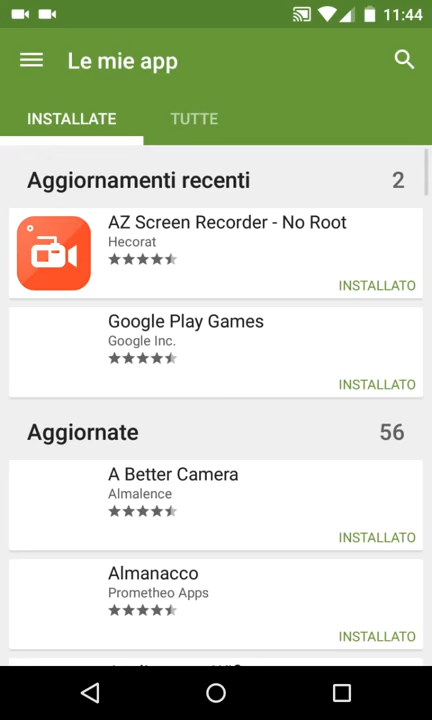 11:44
Le mie app
INSTALLATE
TUTTE
Aggiornamenti recenti
2
AZ Screen Recorder - No Root
Hecorat
INSTALLATO
Google Play Games
Google Inc.
INSTALLATO
Aggiornate
56
A Better Camera
Almalence
INSTALLATO
Almanacco
Prometheo Apps
INSTALLATO